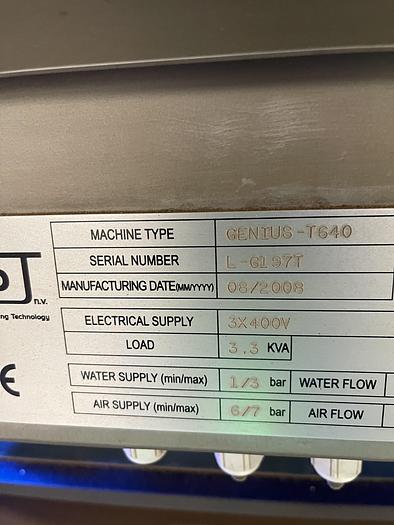 MACHINE TYPE GENIUS-T640
SERIAL NUMBER L-G197T
MANUFACTURING DATE(MM/YYYY) 08/2008
n.v.
ng Technology
ELECTRICAL SUPPLY 3X400V
LOAD 3.3 KVA
WATER SUPPLY (min/max) 1/3 bar WATER FLOW
CE
AIR SUPPLY (min/max) 6/7 bar AIR FLOW